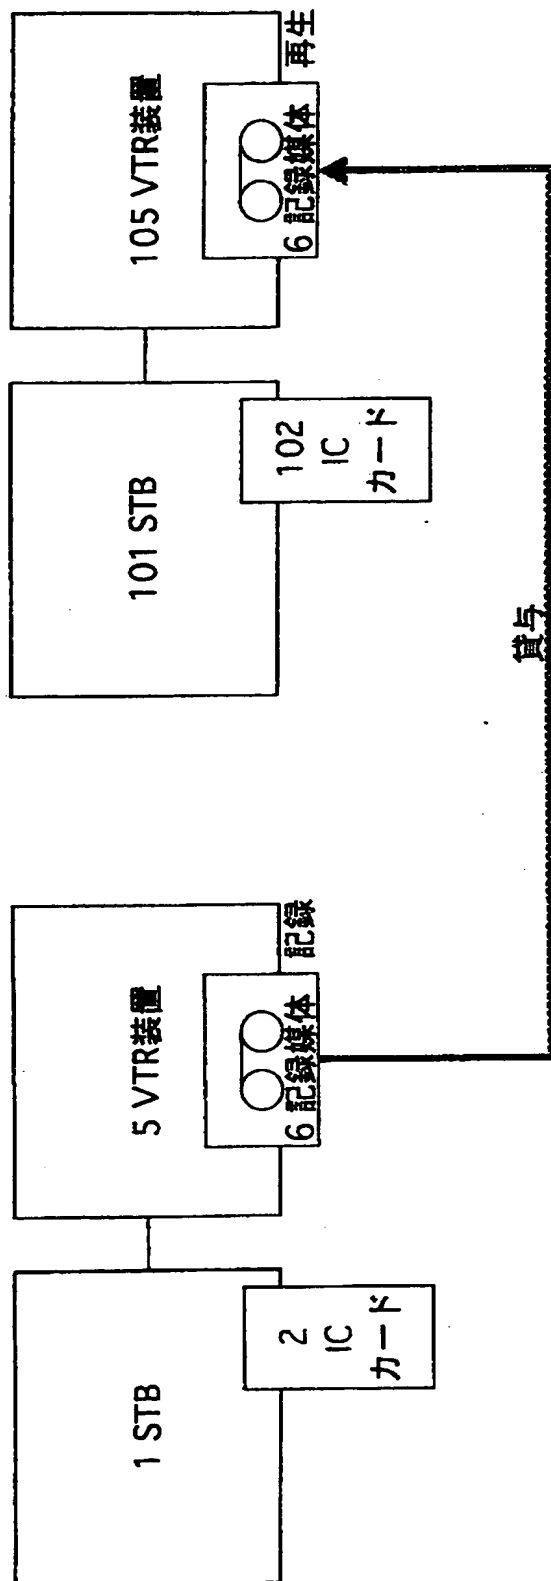 1 STB
2
IC
カード
5 VTR装置
6 記録媒体
記録
貸与
101 STB
102
IC
カード
105 VTR装置
6 記録媒体
再生